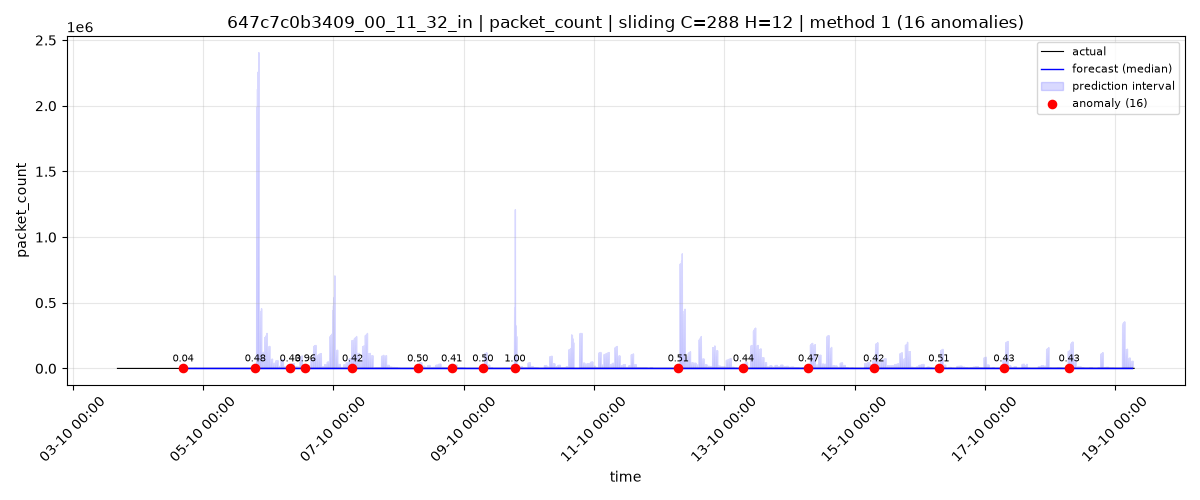 647c7c0b3409_00_11_32_in | packet_count | sliding C=288 H=12 | method 1 (16 anomalies)
1e6
2.5
2.0
1.5
1.0
0.5
0.0
packet_count
actual
forecast (median)
prediction interval
anomaly (16)
0.04 0.48 0.96 0.42 0.50 0.41 0.50 1.00 0.51 0.44 0.47 0.42 0.51 0.43 0.43
03-10 00:00 05-10 00:00 07-10 00:00 09-10 00:00 11-10 00:00 13-10 00:00 15-10 00:00 17-10 00:00 19-10 00:00
time